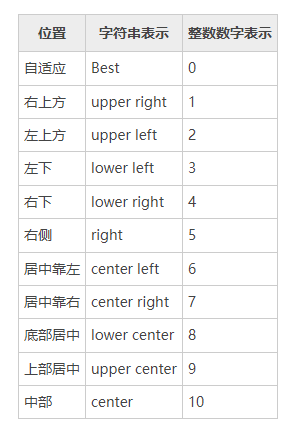 位置 字符串表示 整数数字表示
自适应 Best 0
右上方 upper right 1
左上方 upper left 2
左下 lower left 3
右下 lower right 4
右侧 right 5
居中靠左 center left 6
居中靠右 center right 7
底部居中 lower center 8
上部居中 upper center 9
中部 center 10